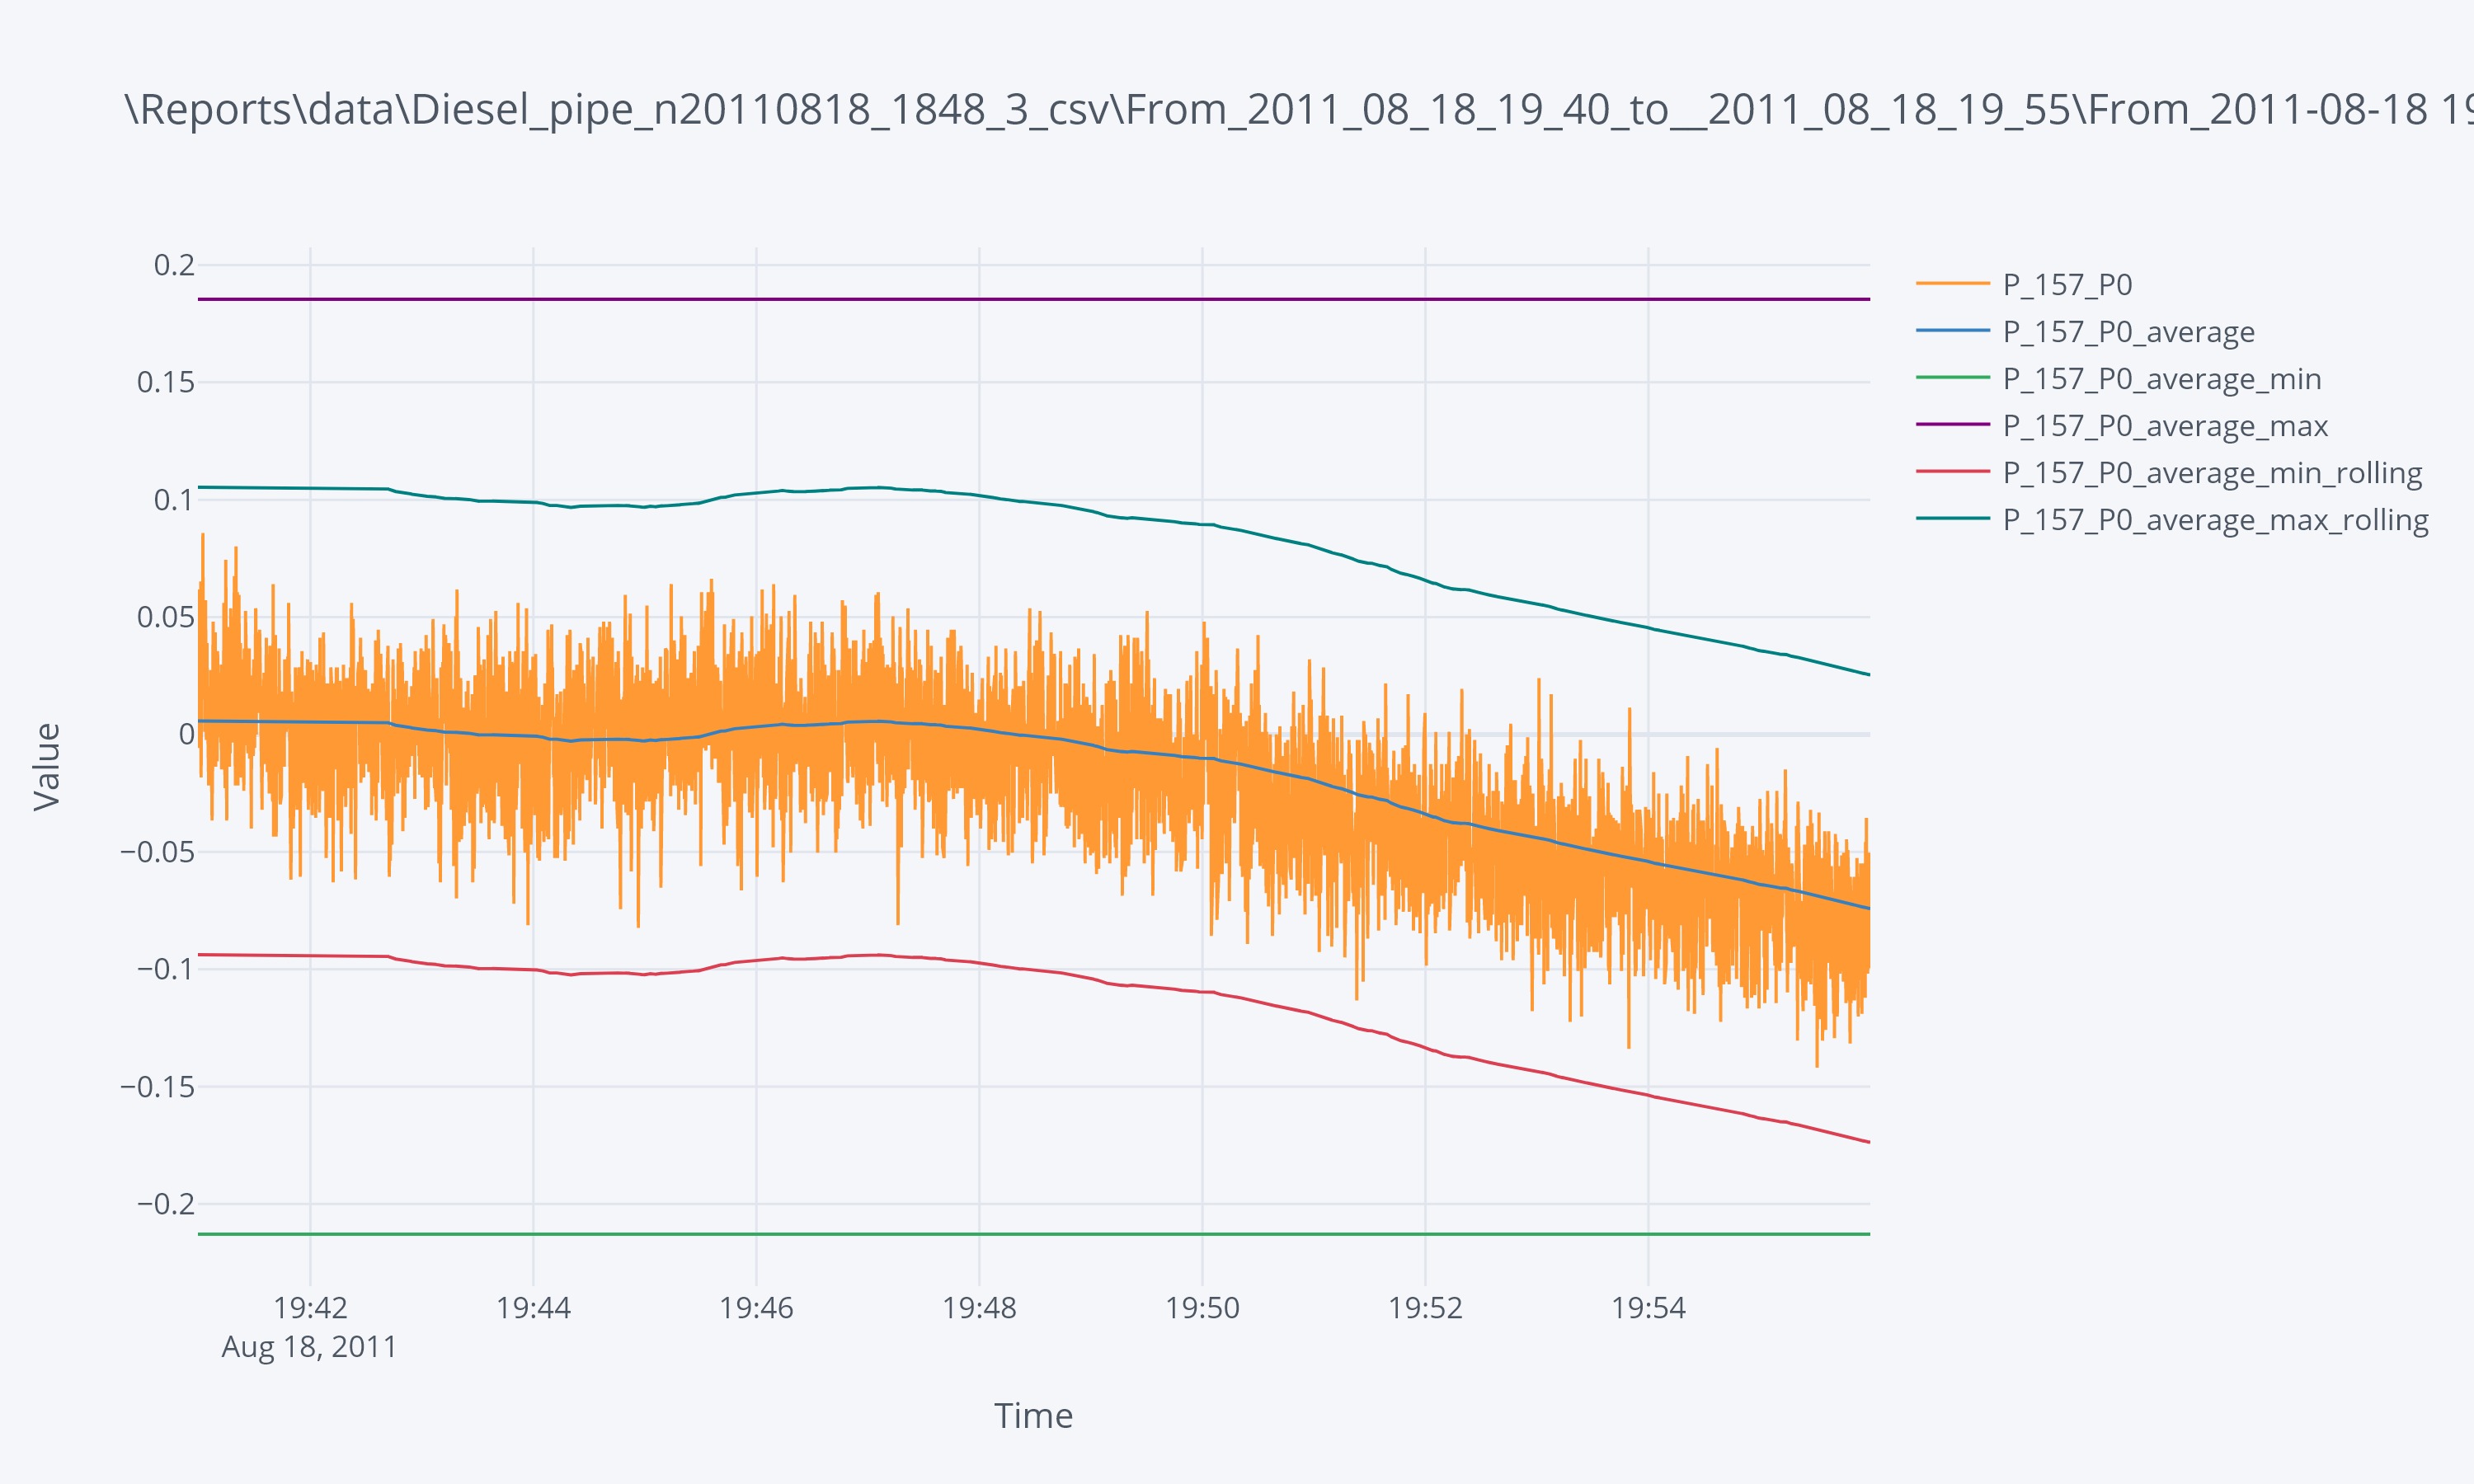 \Reports\data\Diesel_pipe_n20110818_1848_3_csv\From_2011_08_18_19_40_to__2011_08_18_19_55\From_2011-08-18 19
0.2
0.15
0.1
0.05
0
−0.05
−0.1
−0.15
−0.2
Value
P_157_P0
P_157_P0_average
P_157_P0_average_min
P_157_P0_average_max
P_157_P0_average_min_rolling
P_157_P0_average_max_rolling
19:42 19:44 19:46 19:48 19:50 19:52 19:54
Aug 18, 2011
Time